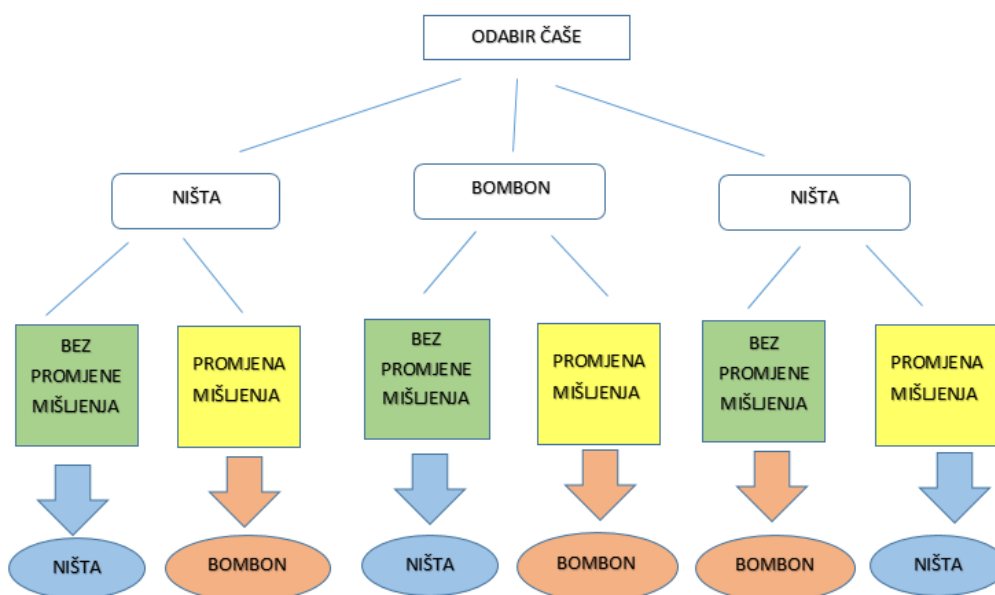 ODABIR ČAŠE
NIŠTA
BOMBON
NIŠTA
BEZ
PROMJENE
MIŠLJENJA
PROMJENA
MIŠLJENJA
BEZ
PROMJENE
MIŠLJENJA
PROMJENA
MIŠLJENJA
BEZ
PROMJENE
MIŠLJENJA
PROMJENA
MIŠLJENJA
NIŠTA
BOMBON
NIŠTA
BOMBON
BOMBON
NIŠTA